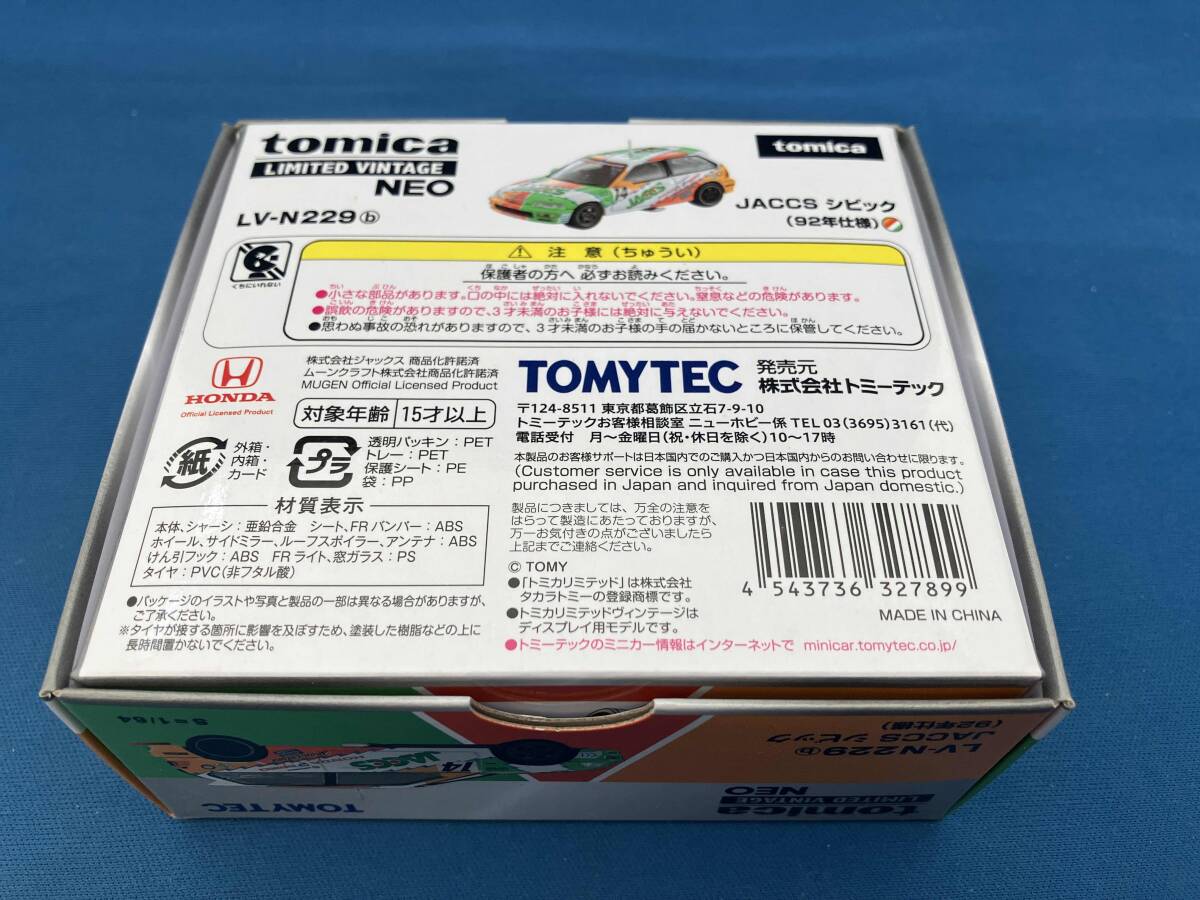 tomica
LIMITED VINTAGE
NEO
LV-N229ⓑ
14
JACCS
tomica
JACCS シビック
(92年仕様)
くちにいれない
⚠ 注意(ちゅうい)
保護者の方へ 必ずお読みください。
●小さな部品があります。口の中には絶対に入れないでください。窒息などの危険があります。
●誤飲の危険がありますので、3才未満のお子様には絶対に与えないでください。
●思わぬ事故の恐れがありますので、3才未満のお子様の手の届かないところに保管してください。
HONDA
Official Licensed Product
株式会社ジャックス 商品化許諾済
ムーンクラフト株式会社商品化許諾済
MUGEN Official Licensed Product
対象年齢 15才以上
紙
外箱・
内箱・
カード
プラ
透明パッキン:PET
トレー:PET
保護シート:PE
袋:PP
材質表示
本体、シャーシ:亜鉛合金 シート、FRバンパー:ABS
ホイール、サイドミラー、ルーフスポイラー、アンテナ:ABS
けん引フック:ABS FRライト、窓ガラス:PS
タイヤ:PVC(非フタル酸)
●パッケージのイラストや写真と製品の一部は異なる場合がありますが、
ご了承ください。
※タイヤが接する箇所に影響を及ぼすため、塗装した樹脂などの上に
長時間置かないでください。
TOMYTEC
発売元
株式会社トミーテック
〒124-8511 東京都葛飾区立石7-9-10
トミーテックお客様相談室 ニューホビー係 TEL 03(3695)3161(代)
電話受付 月〜金曜日(祝・休日を除く)10〜17時
本製品のお客様サポートは日本国内でのご購入かつ日本国内からのお問い合わせに限ります。
(Customer service is only available in case this product
purchased in Japan and inquired from Japan domestic.)
製品につきましては、万全の注意を
はらって製造にあたっておりますが、
万一お気付きの点がございましたら
上記までご連絡ください。
© TOMY
●「トミカリミテッド」は株式会社
タカラトミーの登録商標です。
●トミカリミテッドヴィンテージは
ディスプレイ用モデルです。
●トミーテックのミニカー情報はインターネットで minicar.tomytec.co.jp/
4 543736 327899
MADE IN CHINA
S=1/64
JACCS
14
TOMYTEC
LV-N229ⓑ
JACCS シビック
(92年仕様)
tomica
LIMITED VINTAGE
NEO